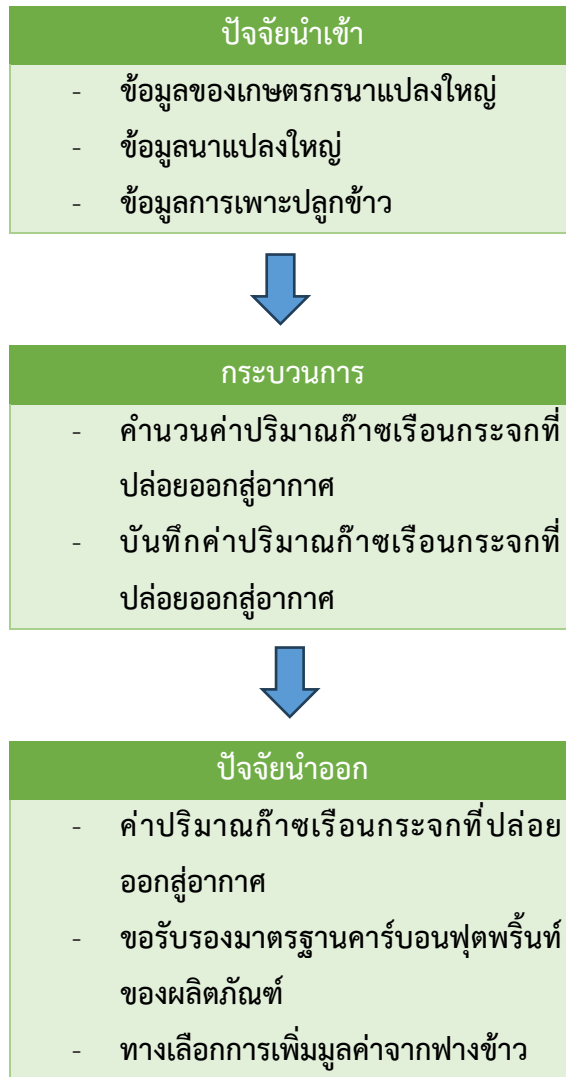 ปัจจัยนำเข้า
- ข้อมูลของเกษตรกรนาแปลงใหญ่
- ข้อมูลนาแปลงใหญ่
- ข้อมูลการเพาะปลูกข้าว
กระบวนการ
- คำนวนค่าปริมาณก๊าซเรือนกระจกที่
ปล่อยออกสู่อากาศ
- บันทึกค่าปริมาณก๊าซเรือนกระจกที่
ปล่อยออกสู่อากาศ
ปัจจัยนำออก
- ค่าปริมาณก๊าซเรือนกระจกที่ปล่อย
ออกสู่อากาศ
- ขอรับรองมาตรฐานคาร์บอนฟุตพริ้นท์
ของผลิตภัณฑ์
- ทางเลือกการเพิ่มมูลค่าจากฟางข้าว